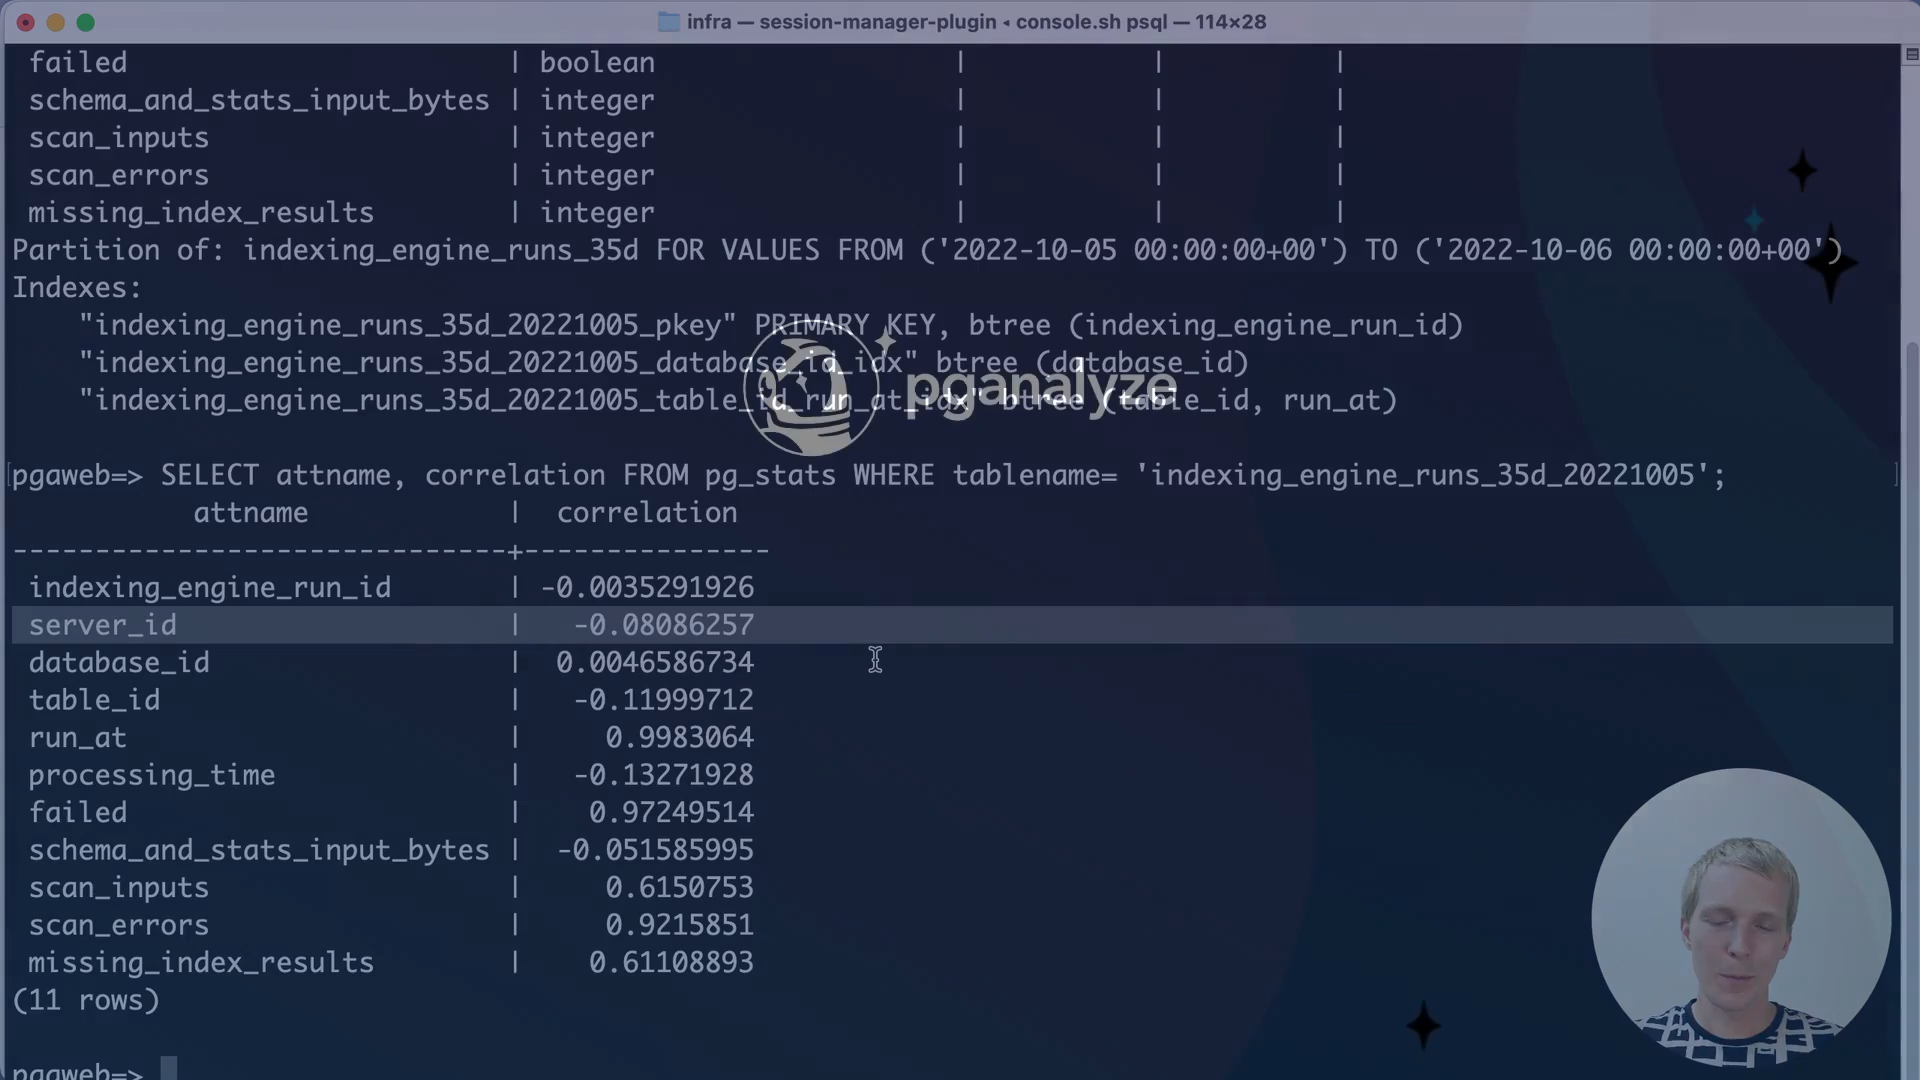 infra — session-manager-plugin ◂ console.sh psql — 114×28
failed | boolean | | |
schema_and_stats_input_bytes | integer | | |
scan_inputs | integer | | |
scan_errors | integer | | |
missing_index_results | integer | | |
Partition of: indexing_engine_runs_35d FOR VALUES FROM ('2022-10-05 00:00:00+00') TO ('2022-10-06 00:00:00+00')
Indexes:
"indexing_engine_runs_35d_20221005_pkey" PRIMARY KEY, btree (indexing_engine_run_id)
"indexing_engine_runs_35d_20221005_database_id_idx" btree (database_id)
pganalyze
"indexing_engine_runs_35d_20221005_table_id_run_at_idx" btree (table_id, run_at)
pgaweb=> SELECT attname, correlation FROM pg_stats WHERE tablename= 'indexing_engine_runs_35d_20221005';
attname | correlation
------------------------------+---------------
indexing_engine_run_id | -0.0035291926
server_id | -0.08086257
database_id | 0.0046586734
table_id | -0.11999712
run_at | 0.9983064
processing_time | -0.13271928
failed | 0.97249514
schema_and_stats_input_bytes | -0.051585995
scan_inputs | 0.6150753
scan_errors | 0.9215851
missing_index_results | 0.61108893
(11 rows)
pgaweb=>